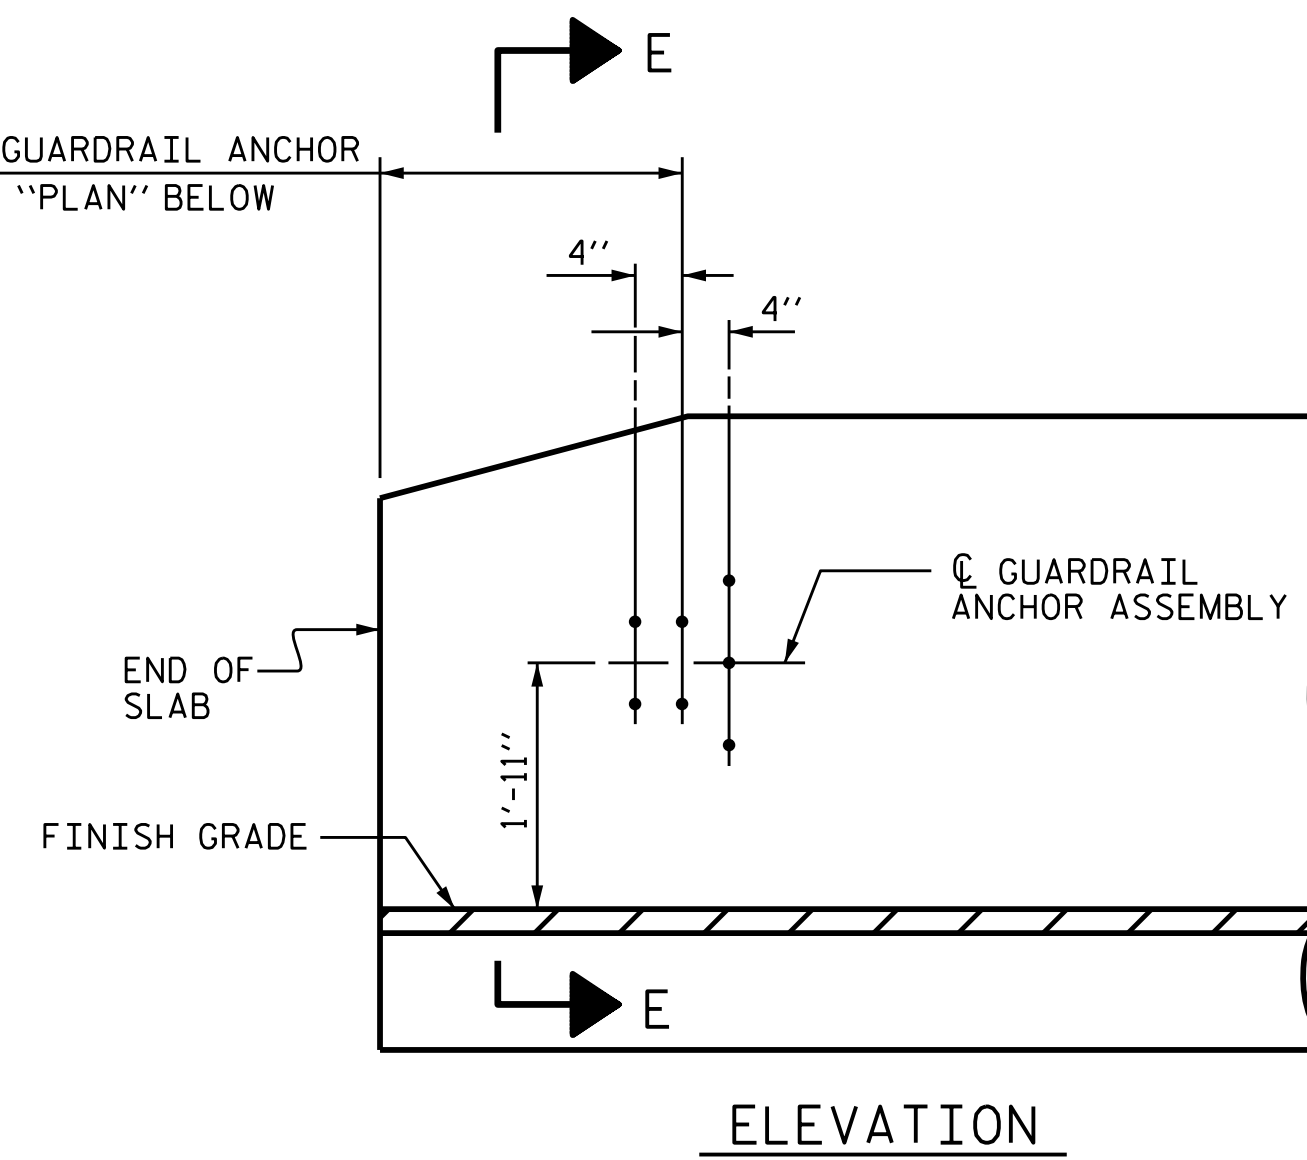 E
GUARDRAIL ANCHOR
"PLAN" BELOW
4"
4"
℄ GUARDRAIL
ANCHOR ASSEMBLY
END OF
SLAB
1'-11"
FINISH GRADE
E
ELEVATION